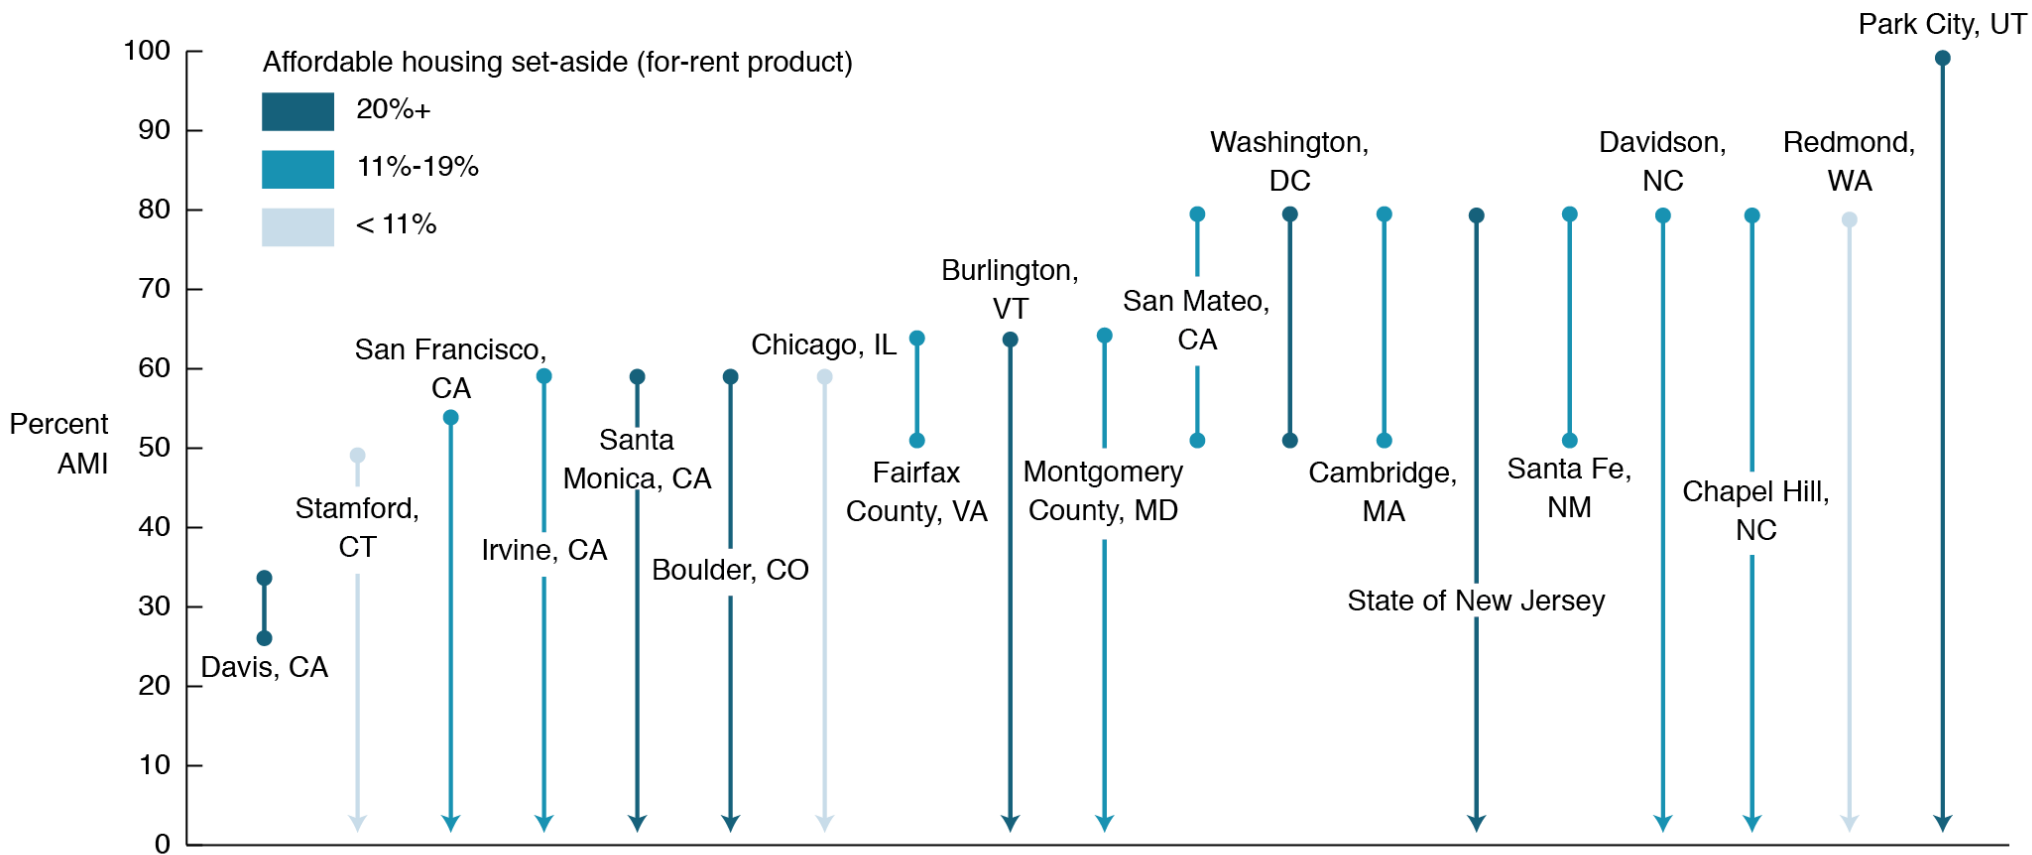 Park City, UT
100
Affordable housing set-aside (for-rent product)
20%+
11%-19%
< 11%
90
80
70
60
50
40
30
20
10
0
Percent
AMI
Davis, CA
Stamford,
CT
San Francisco,
CA
Irvine, CA
Santa
Monica, CA
Boulder, CO
Chicago, IL
Fairfax
County, VA
Burlington,
VT
Montgomery
County, MD
San Mateo,
CA
Washington,
DC
Cambridge,
MA
State of New Jersey
Santa Fe,
NM
Davidson,
NC
Chapel Hill,
NC
Redmond,
WA